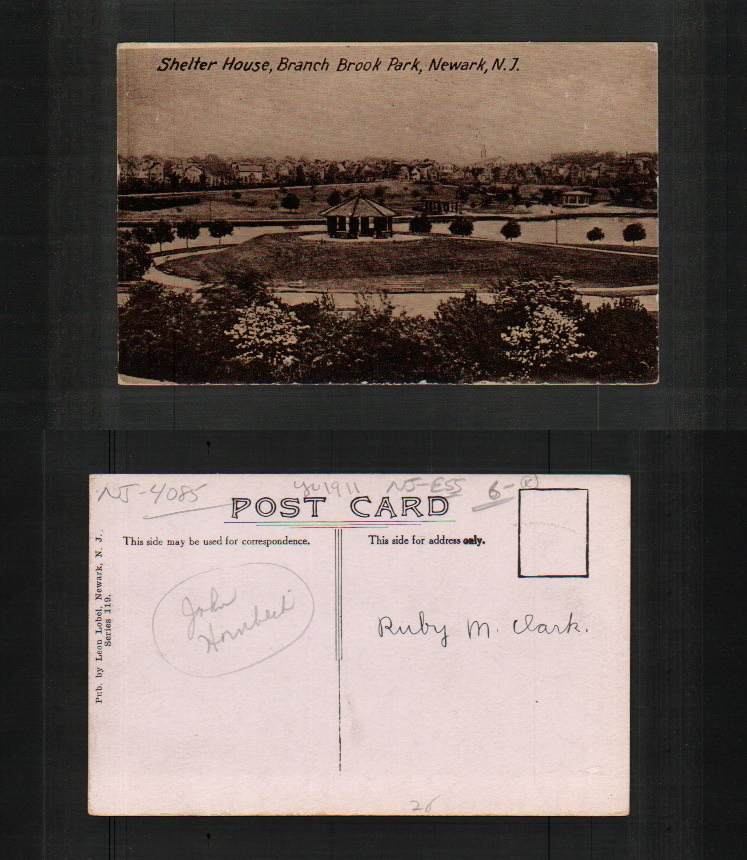 Shelter House, Branch Brook Park, Newark, N.J.
NJ-4085
NJ-ESS
6-
R
POST CARD
This side may be used for correspondence.
This side for address only.
Pub. by Leon Lobel, Newark, N. J.
Series 119.
John
Hornbeck
Ruby M. Clark.
26